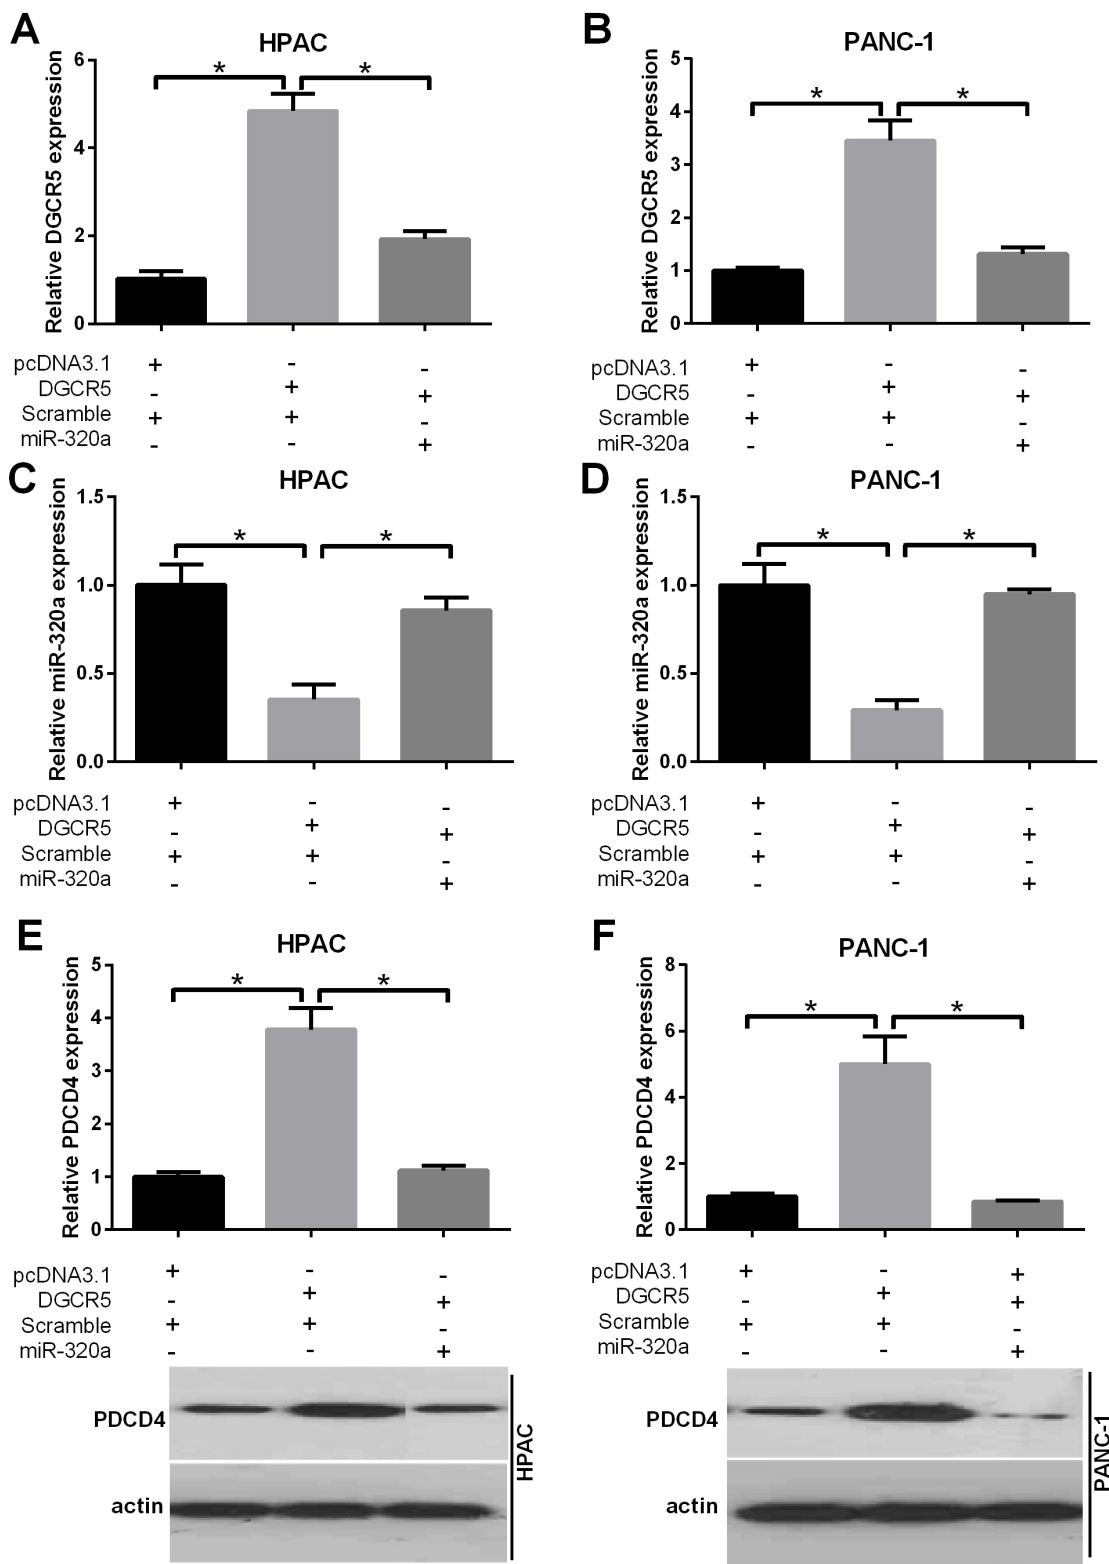 A
HPAC
Relative DGCR5 expression
6
4
2
0
* *
pcDNA3.1 + - -
DGCR5 - + +
Scramble + + -
miR-320a - - +
B
PANC-1
Relative DGCR5 expression
5
4
3
2
1
0
* *
pcDNA3.1 + - -
DGCR5 - + +
Scramble + + -
miR-320a - - +
C
HPAC
Relative miR-320a expression
1.5
1.0
0.5
0.0
* *
pcDNA3.1 + - -
DGCR5 - + +
Scramble + + -
miR-320a - - +
D
PANC-1
Relative miR-320a expression
1.5
1.0
0.5
0.0
* *
pcDNA3.1 + - -
DGCR5 - + +
Scramble + + -
miR-320a - - +
E
HPAC
Relative PDCD4 expression
5
4
3
2
1
0
* *
pcDNA3.1 + - -
DGCR5 - + +
Scramble + + -
miR-320a - - +
PDCD4
actin
HPAC
F
PANC-1
Relative PDCD4 expression
8
6
4
2
0
* *
pcDNA3.1 + - +
DGCR5 - + +
Scramble + + -
miR-320a - - +
PDCD4
actin
PANC-1